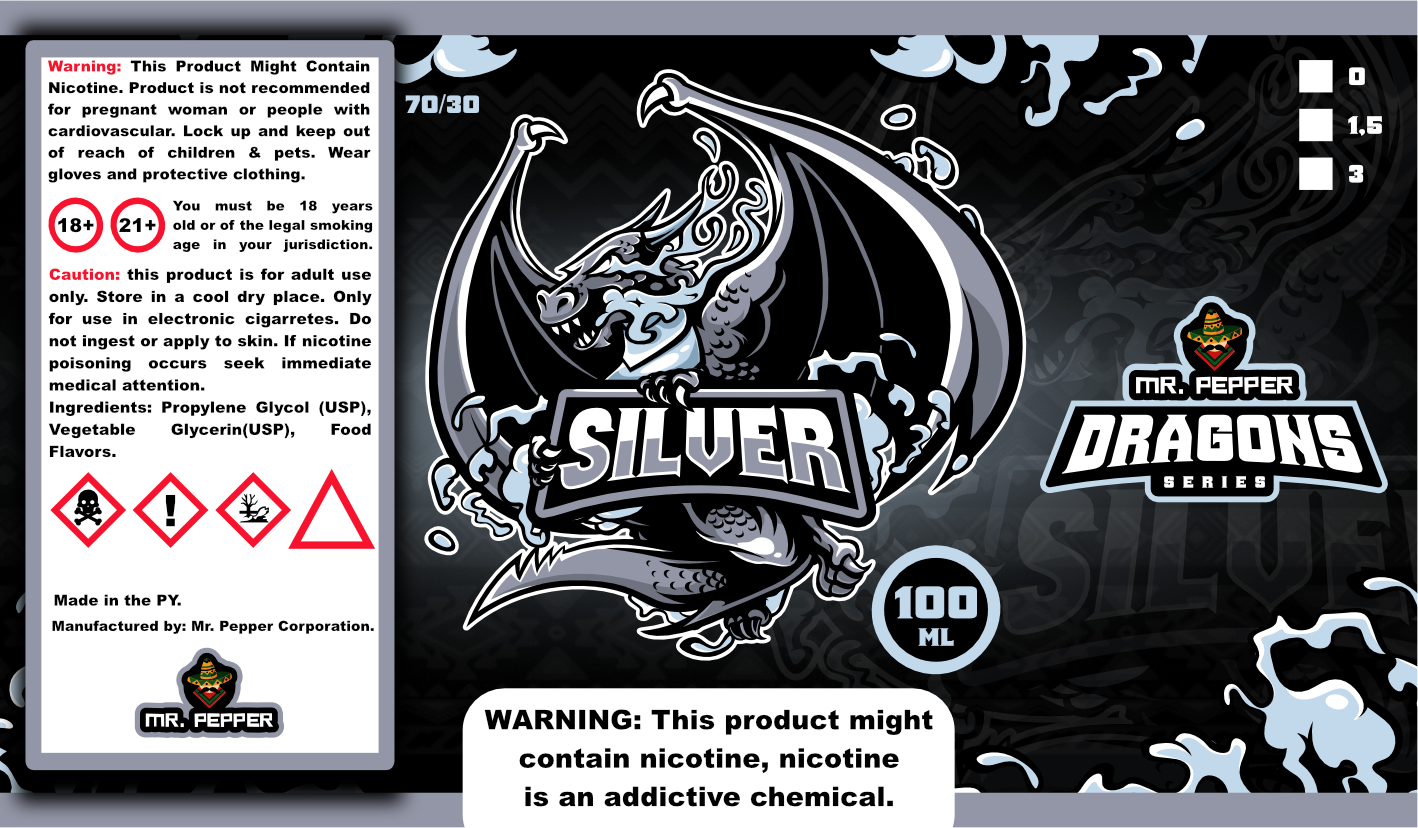 Warning: This Product Might Contain
Nicotine. Product is not recommended
for pregnant woman or people with
cardiovascular. Lock up and keep out
of reach of children & pets. Wear
gloves and protective clothing.
18+ 21+
You must be 18 years
old or of the legal smoking
age in your jurisdiction.
Caution: this product is for adult use
only. Store in a cool dry place. Only
for use in electronic cigarretes. Do
not ingest or apply to skin. If nicotine
poisoning occurs seek immediate
medical attention.
Ingredients: Propylene Glycol (USP),
Vegetable Glycerin(USP), Food
Flavors.
!
Made in the PY.
Manufactured by: Mr. Pepper Corporation.
MR. PEPPER
70/30
SILVER
100
ML
WARNING: This product might
contain nicotine, nicotine
is an addictive chemical.
0
1,5
3
MR. PEPPER
DRAGONS
SERIES
SILVER